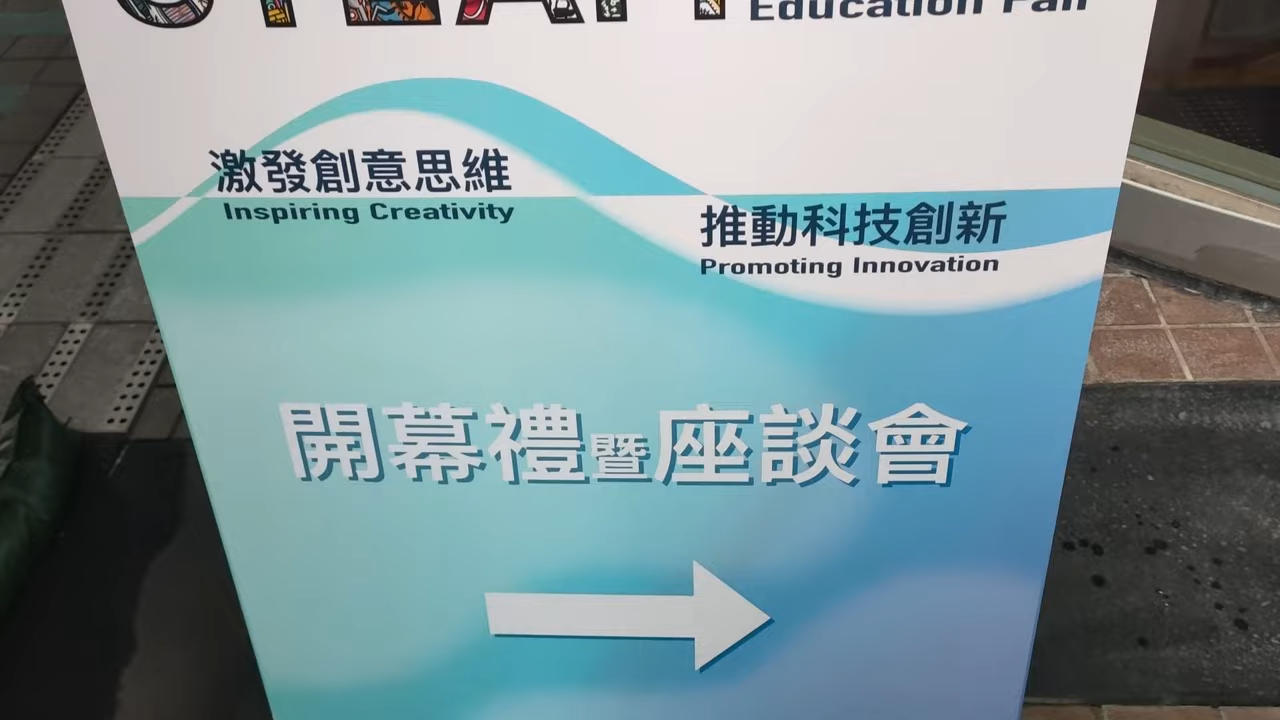 STEAM Education Fair
激發創意思維
Inspiring Creativity
推動科技創新
Promoting Innovation
開幕禮暨座談會